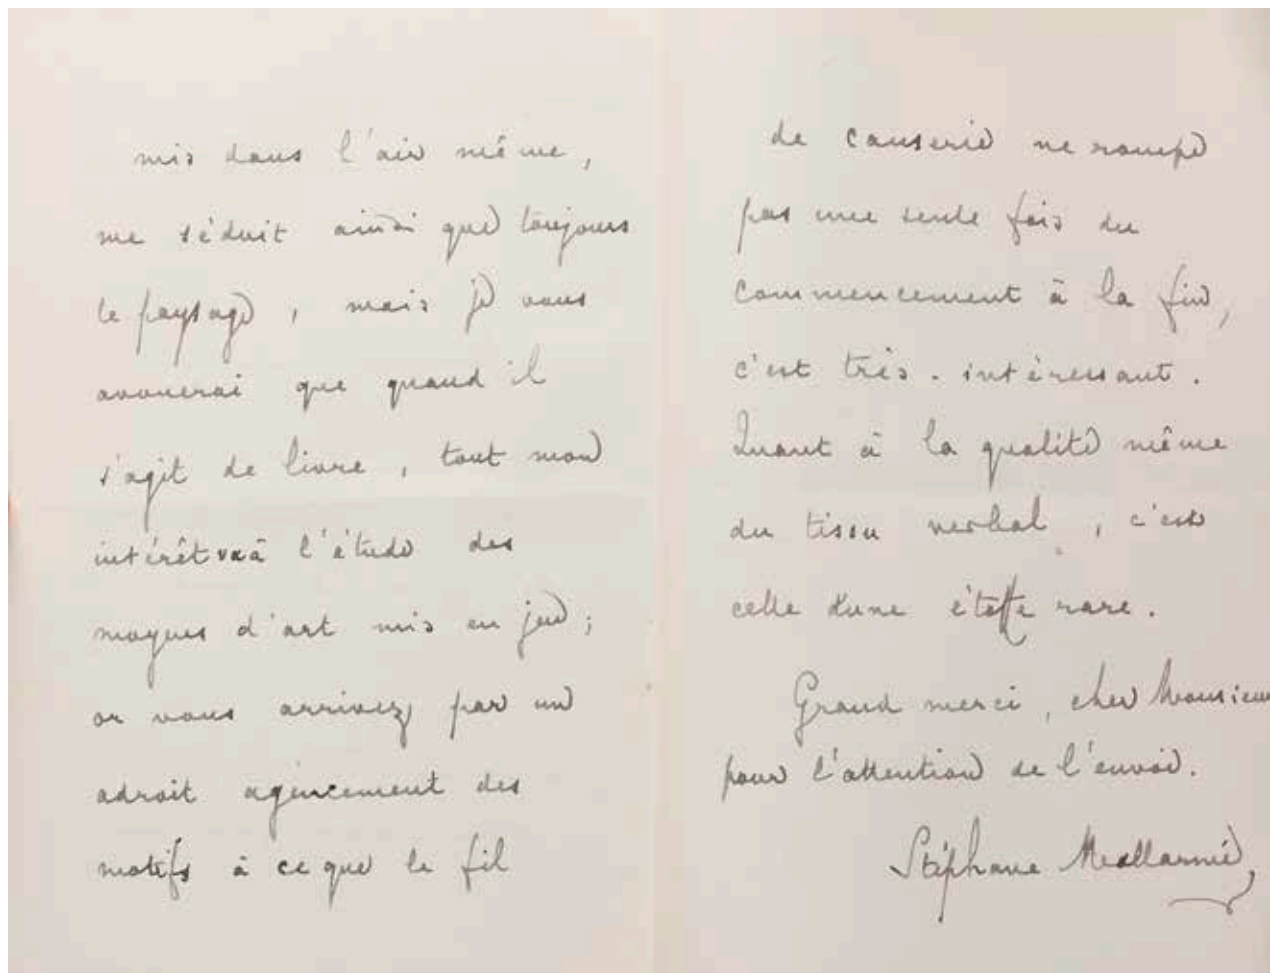 mis dans l'air même,
me séduit ainsi que toujours
le paysage, mais je vous
avouerai que quand il
s'agit de livre, tout mon
intérêt va à l'étude des
moyens d'art mis en jeu;
or vous arrivez, par un
adroit agencement des
motifs à ce que le fil
de causerie ne rompe
pas une seule fois du
commencement à la fin,
c'est très-intéressant.
Quant à la qualité même
du tissu verbal, c'est
celle d'une étoffe rare.
Grand merci, cher Monsieur
pour l'attention de l'envoi.
Stéphane Mallarmé